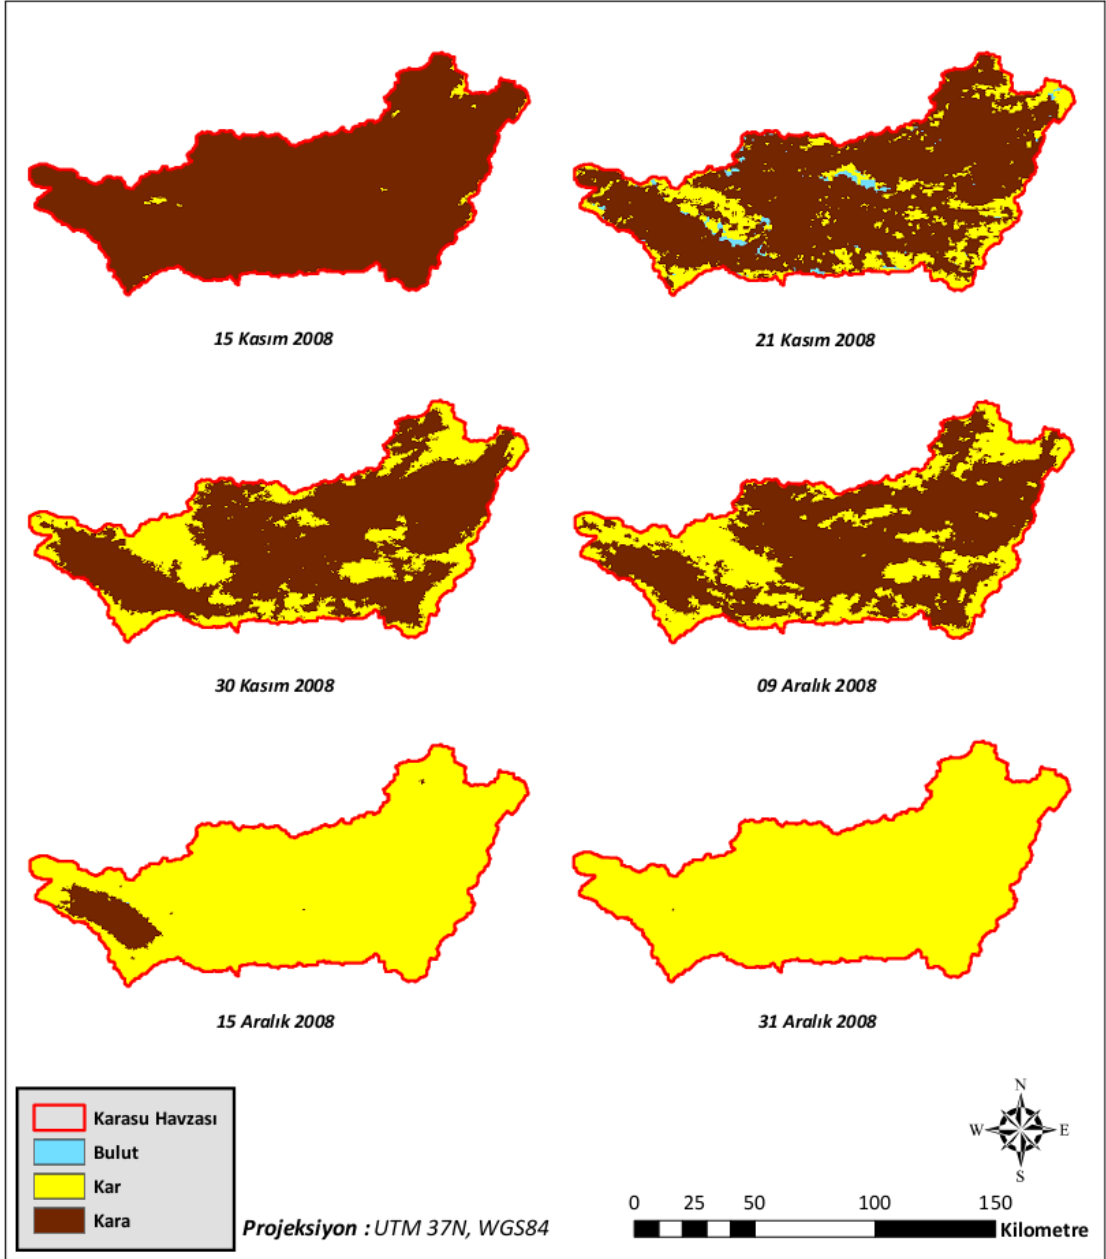 15 Kasım 2008
21 Kasım 2008
30 Kasım 2008
09 Aralık 2008
15 Aralık 2008
31 Aralık 2008
Karasu Havzası
Bulut
Kar
Kara
Projeksiyon : UTM 37N, WGS84
N
W E
S
0 25 50 100 150
Kilometre